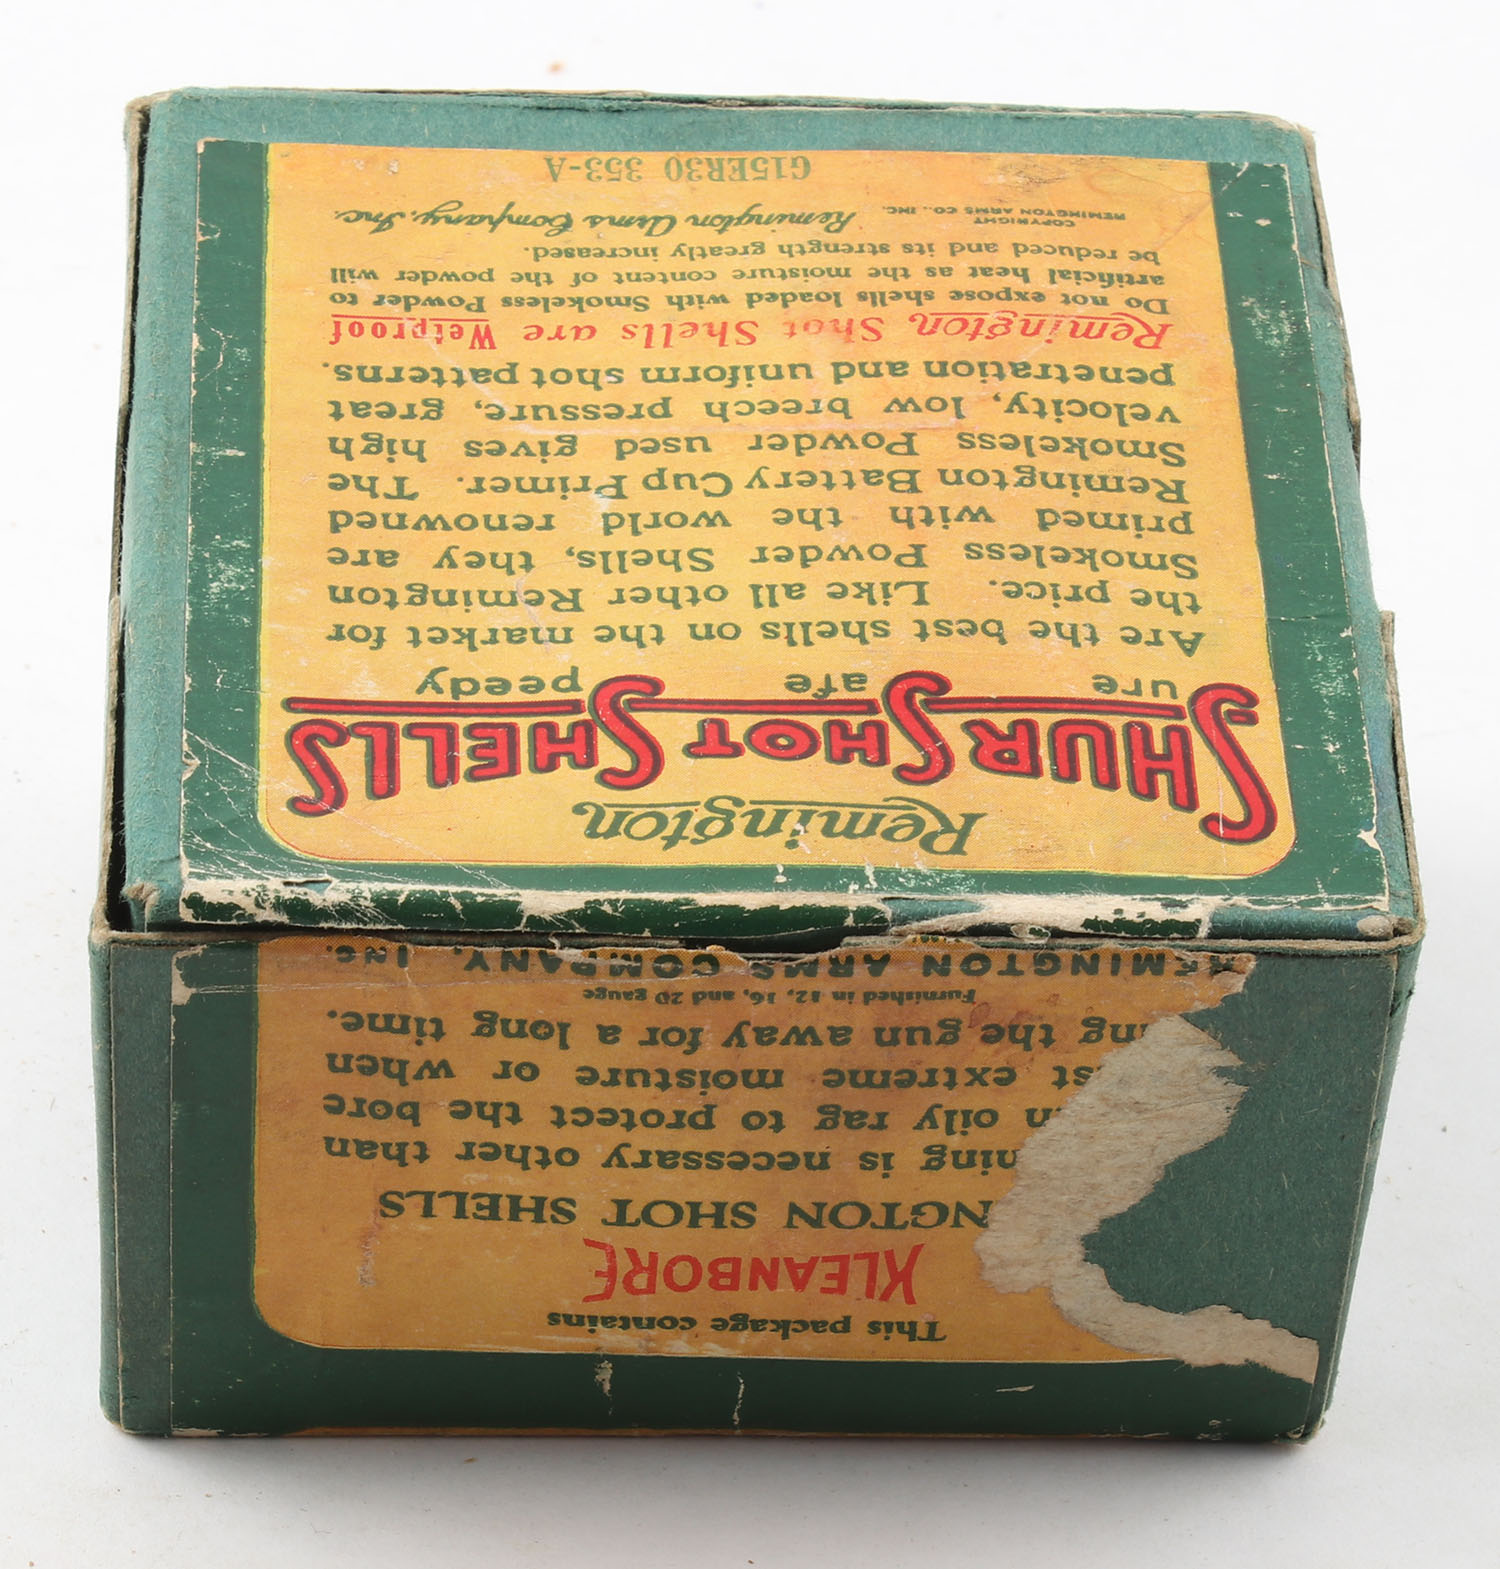 Remington
SHUR SHOT SHELLS
ure afe peedy
Are the best shells on the market for
the price. Like all other Remington
Smokeless Powder Shells, they are
primed with the world renowned
Remington Battery Cup Primer. The
Smokeless Powder used gives high
velocity, low breech pressure, great
penetration and uniform shot patterns.
Remington Shot Shells are Wetproof
Do not expose shells loaded with Smokeless Powder to
artificial heat as the moisture content of the powder will
be reduced and its strength greatly increased.
COPYRIGHT
REMINGTON ARMS CO., INC.
Remington Arms Company, Inc.
G15ER30 353-A
This package contains
KLEANBORE
NGTON SHOT SHELLS
ning is necessary other than
n oily rag to protect the bore
st extreme moisture or when
ng the gun away for a long time.
Furnished in 12, 16, and 20 gauge
REMINGTON ARMS COMPANY, INC.